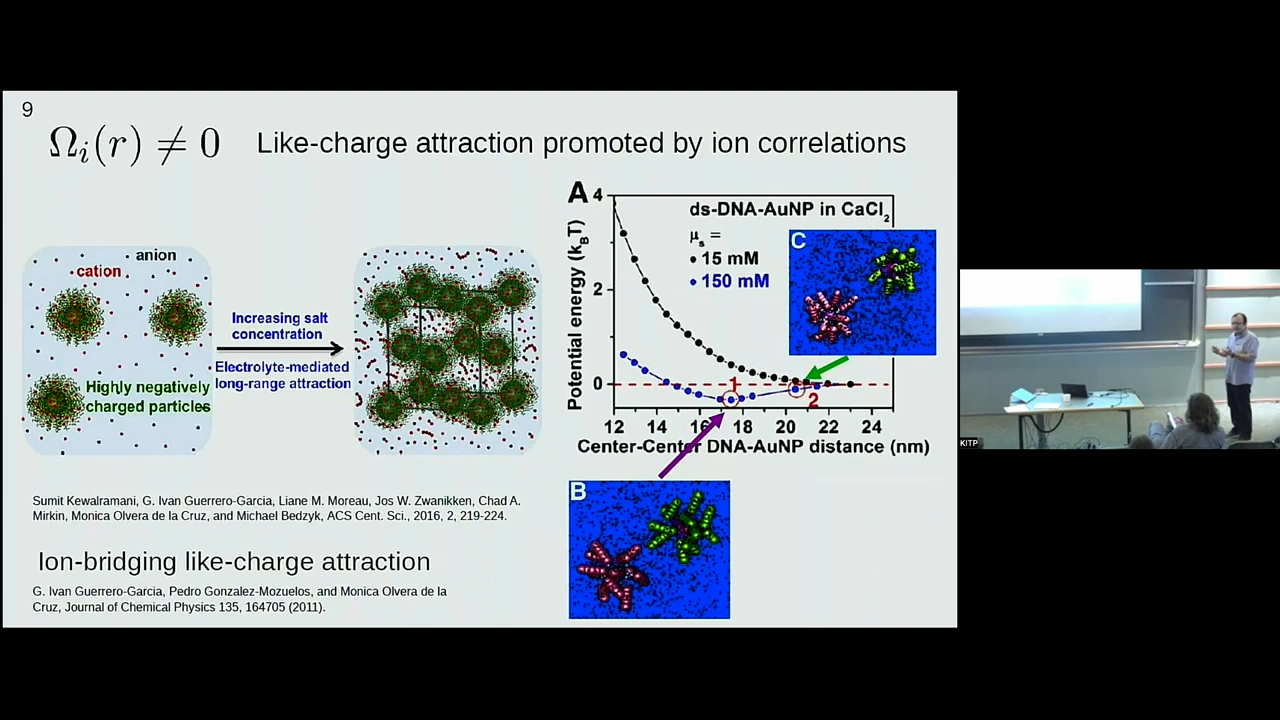 9
Ωᵢ(r) ≠ 0
Like-charge attraction promoted by ion correlations
anion
cation
Highly negatively
charged particles
Increasing salt
concentration
Electrolyte-mediated
long-range attraction
A
4
2
0
ds-DNA-AuNP in CaCl₂
μₛ =
• 15 mM
• 150 mM
C
1
2
Potential energy (k_BT)
12 14 16 18 20 22 24
Center-Center DNA-AuNP distance (nm)
B
Sumit Kewalramani, G. Ivan Guerrero-Garcia, Liane M. Moreau, Jos W. Zwanikken, Chad A.
Mirkin, Monica Olvera de la Cruz, and Michael Bedzyk, ACS Cent. Sci., 2016, 2, 219-224.
Ion-bridging like-charge attraction
G. Ivan Guerrero-Garcia, Pedro Gonzalez-Mozuelos, and Monica Olvera de la
Cruz, Journal of Chemical Physics 135, 164705 (2011).
KITP